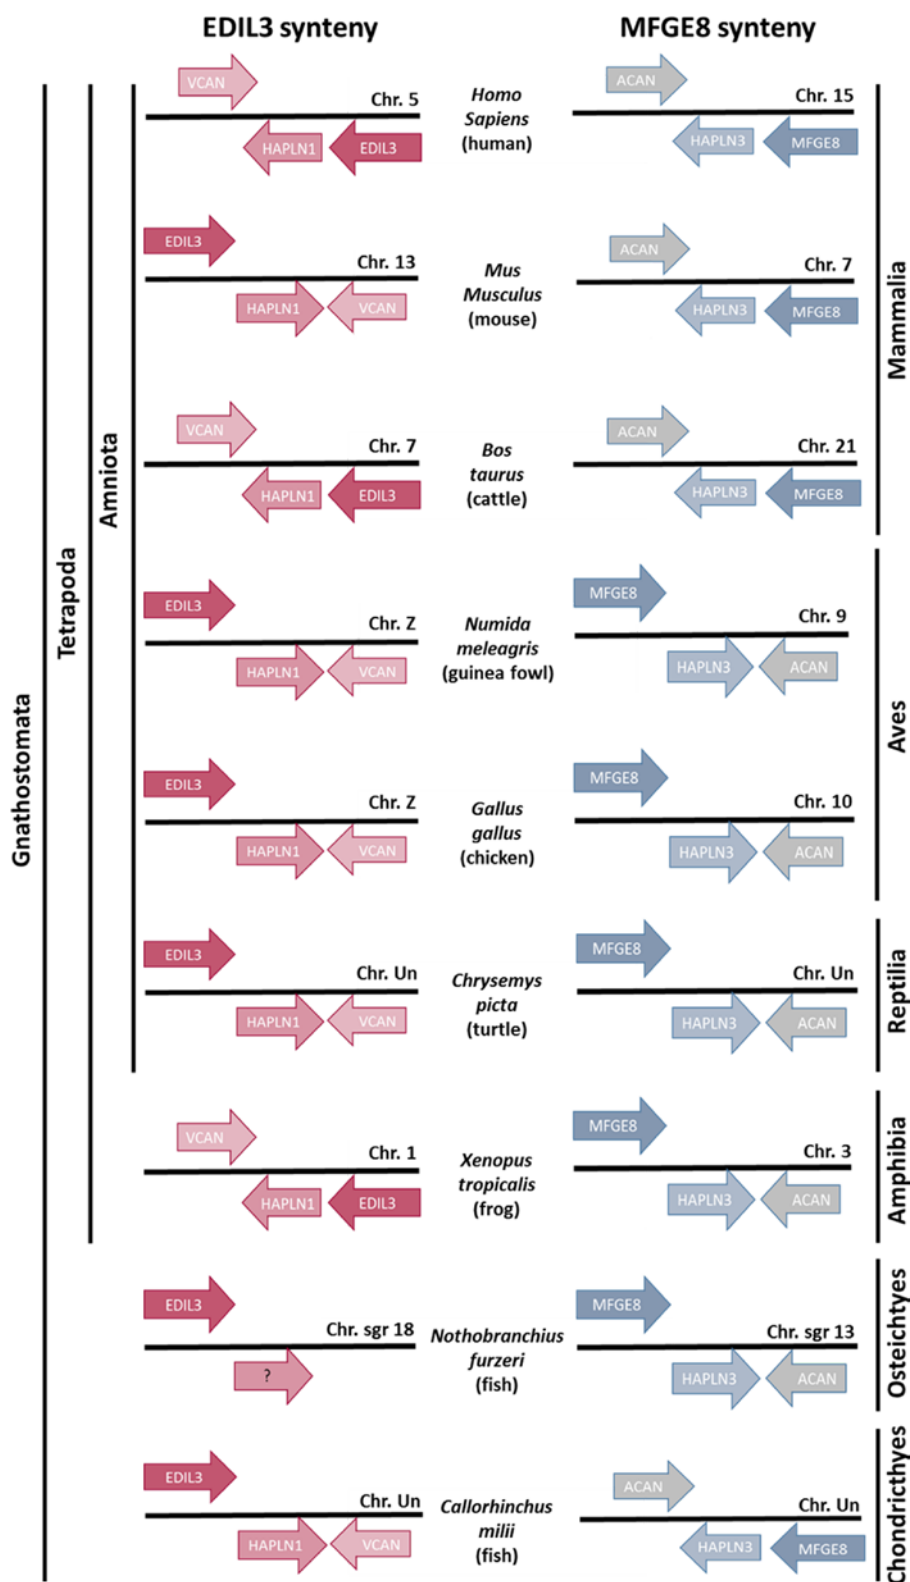 EDIL3 synteny
MFGE8 synteny
VCAN
Chr. 5
HAPLN1
EDIL3
Homo
Sapiens
(human)
ACAN
Chr. 15
HAPLN3
MFGE8
EDIL3
Chr. 13
HAPLN1
VCAN
Mus
Musculus
(mouse)
ACAN
Chr. 7
HAPLN3
MFGE8
VCAN
Chr. 7
HAPLN1
EDIL3
Bos
taurus
(cattle)
ACAN
Chr. 21
HAPLN3
MFGE8
Mammalia
EDIL3
Chr. Z
HAPLN1
VCAN
Numida
meleagris
(guinea fowl)
MFGE8
Chr. 9
HAPLN3
ACAN
EDIL3
Chr. Z
HAPLN1
VCAN
Gallus
gallus
(chicken)
MFGE8
Chr. 10
HAPLN3
ACAN
Aves
EDIL3
Chr. Un
HAPLN1
VCAN
Chrysemys
picta
(turtle)
MFGE8
Chr. Un
HAPLN3
ACAN
Reptilia
Amniota
VCAN
Chr. 1
HAPLN1
EDIL3
Xenopus
tropicalis
(frog)
MFGE8
Chr. 3
HAPLN3
ACAN
Amphibia
Tetrapoda
EDIL3
Chr. sgr 18
?
Nothobranchius
furzeri
(fish)
MFGE8
Chr. sgr 13
HAPLN3
ACAN
Osteichtyes
EDIL3
Chr. Un
HAPLN1
VCAN
Callorhinchus
milii
(fish)
ACAN
Chr. Un
HAPLN3
MFGE8
Chondricthyes
Gnathostomata